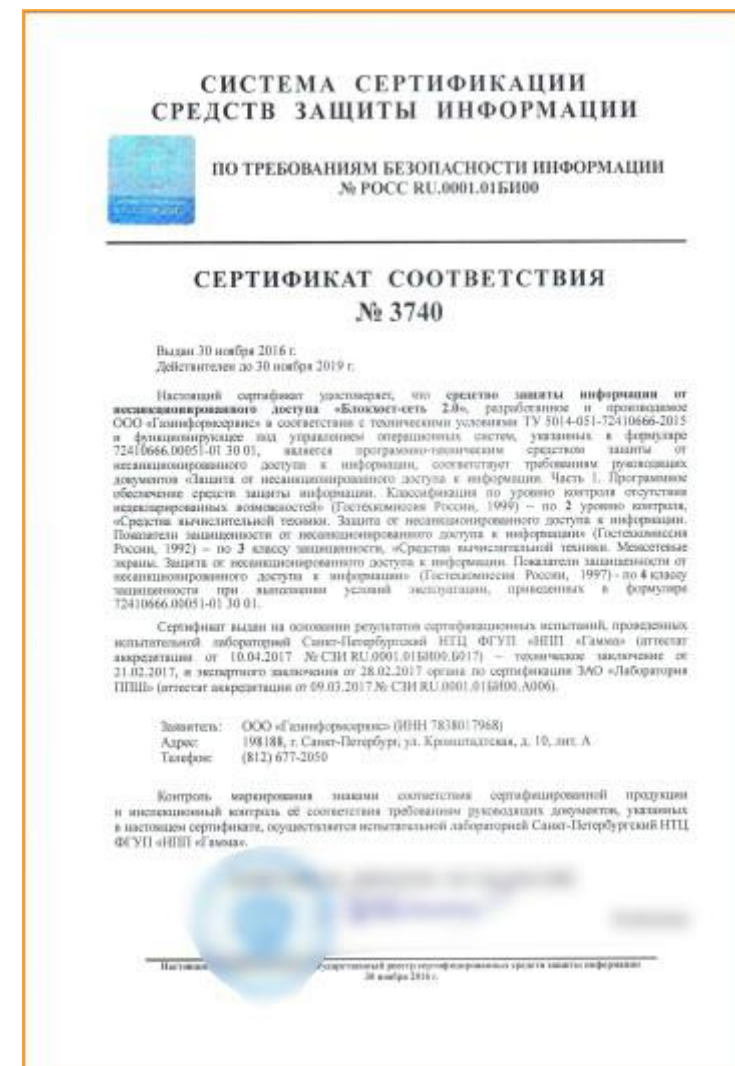 СИСТЕМА СЕРТИФИКАЦИИ
СРЕДСТВ ЗАЩИТЫ ИНФОРМАЦИИ
ПО ТРЕБОВАНИЯМ БЕЗОПАСНОСТИ ИНФОРМАЦИИ
№ РОСС RU.0001.01БИ00
СЕРТИФИКАТ СООТВЕТСТВИЯ
№ 3740
Выдан 30 ноября 2016 г.
Действителен до 30 ноября 2019 г.
Настоящий сертификат удостоверяет, что средство защиты информации от
несанкционированного доступа «Блокхост-сеть 2.0», разработанное и производимое
ООО «Газинформсервис» в соответствии с техническими условиями ТУ 5014-051-72410666-2015
и функционирующее под управлением операционных систем, указанных в формуляре
72410666.00051-01 30 01, является программно-техническим средством защиты от
несанкционированного доступа к информации, соответствует требованиям руководящих
документов «Защита от несанкционированного доступа к информации. Часть 1. Программное
обеспечение средств защиты информации. Классификация по уровню контроля отсутствия
недекларированных возможностей» (Гостехкомиссия России, 1999) – по 2 уровню контроля,
«Средства вычислительной техники. Защита от несанкционированного доступа к информации.
Показатели защищенности от несанкционированного доступа к информации» (Гостехкомиссия
России, 1992) – по 3 классу защищенности, «Средства вычислительной техники. Межсетевые
экраны. Защита от несанкционированного доступа к информации. Показатели защищенности от
несанкционированного доступа к информации» (Гостехкомиссия России, 1997) - по 4 классу
защищенности при выполнении условий эксплуатации, приведенных в формуляре
72410666.00051-01 30 01.
Сертификат выдан на основании результатов сертификационных испытаний, проведенных
испытательной лабораторией Санкт-Петербургский НТЦ ФГУП «НПП «Гамма» (аттестат
аккредитации от 10.04.2017 № СЗИ RU.0001.01БИ00.Б017) – техническое заключение от
21.02.2017, и экспертного заключения от 28.02.2017 органа по сертификации ЗАО «Лаборатория
ППШ» (аттестат аккредитации от 09.03.2017 № СЗИ RU.0001.01БИ00.А006).
Заявитель: ООО «Газинформсервис» (ИНН 7838017968)
Адрес: 198188, г. Санкт-Петербург, ул. Кронштадтская, д. 10, лит. А
Телефон: (812) 677-2050
Контроль маркирования знаками соответствия сертифицированной продукции
и инспекционный контроль её соответствия требованиям руководящих документов, указанных
в настоящем сертификате, осуществляется испытательной лабораторией Санкт-Петербургский НТЦ
ФГУП «НПП «Гамма».
Государственный реестр сертифицированных средств защиты информации
30 ноября 2016 г.